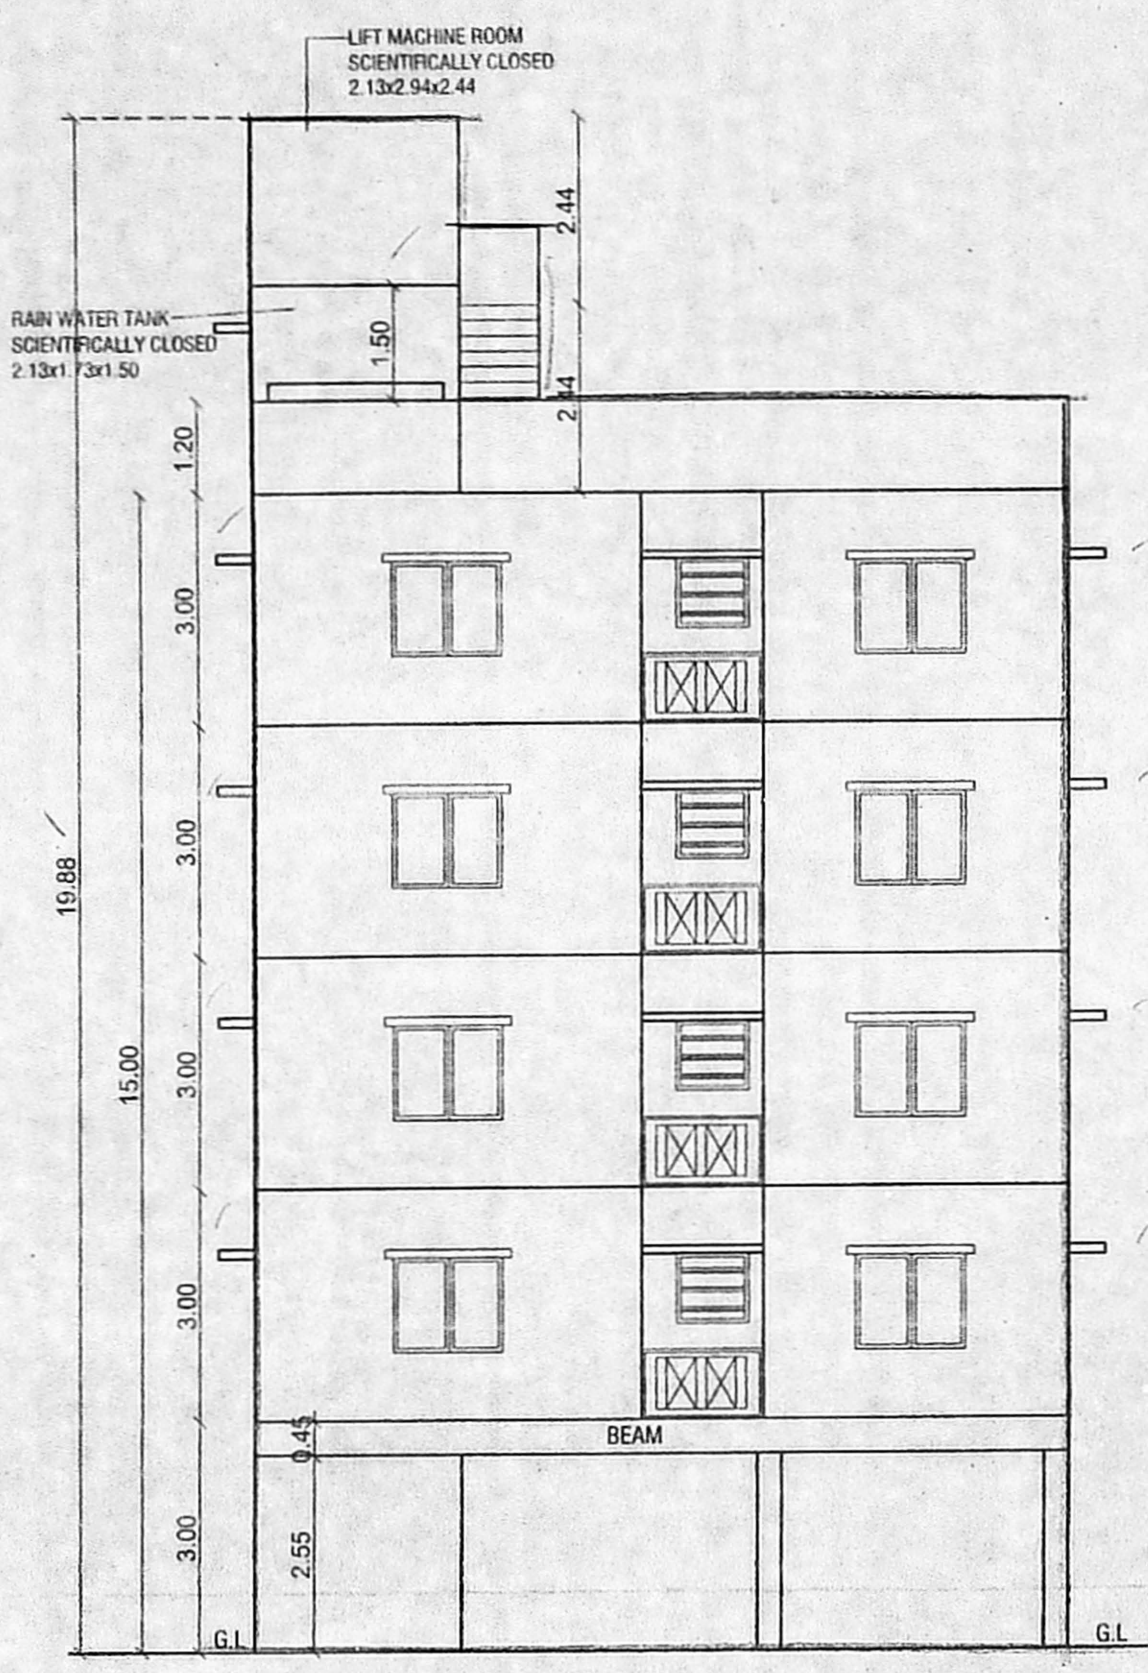 LIFT MACHINE ROOM
SCIENTIFICALLY CLOSED
2.13x2.94x2.44
2.44
RAIN WATER TANK
SCIENTIFICALLY CLOSED
2.13x1.73x1.50
1.50
2.44
1.20
3.00
3.00
19.88
15.00
3.00
3.00
0.45
BEAM
3.00
2.55
G.L
G.L